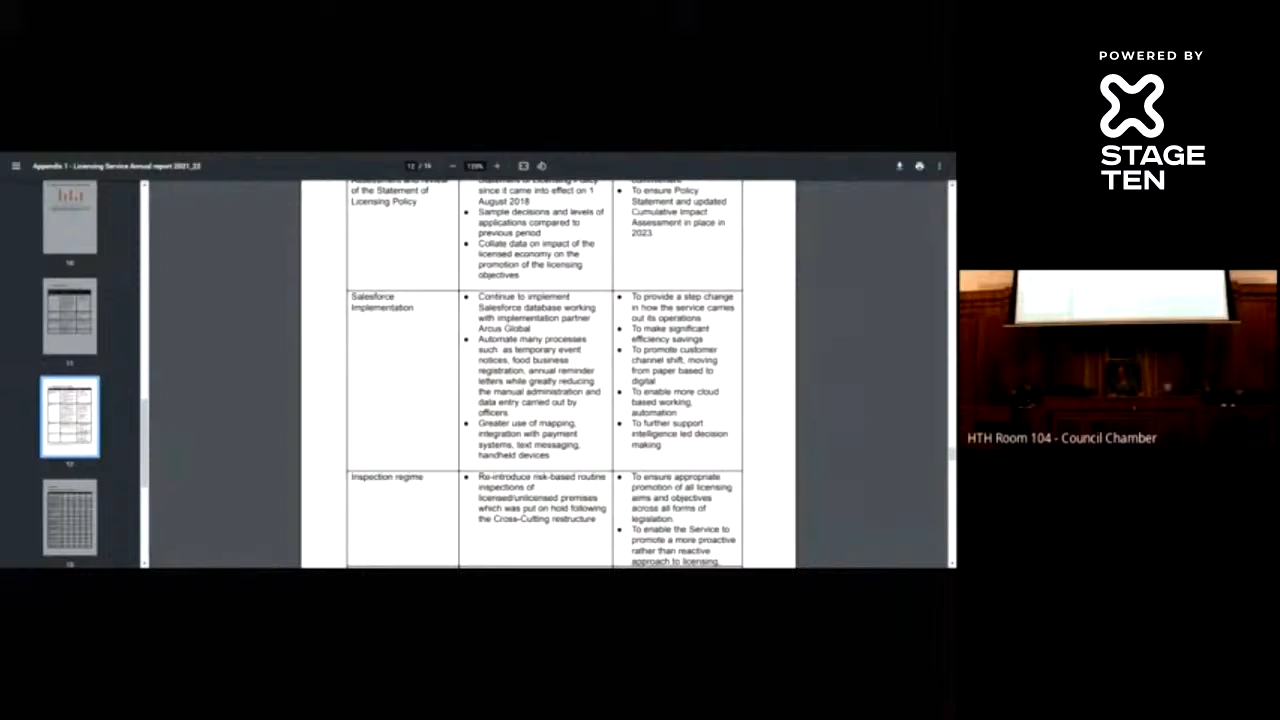 POWERED BY
STAGE
TEN
Appendix 1 - Licensing Service Annual report 2021_22
12 / 16
120%
10
11
12
of the Statement of
Licensing Policy
Statement of Licensing Policy
since it came into effect on 1
August 2018
Sample decisions and levels of
applications compared to
previous period
Collate data on impact of the
licensed economy on the
promotion of the licensing
objectives
To ensure Policy
Statement and updated
Cumulative Impact
Assessment in place in
2023
Salesforce
Implementation
Continue to implement
Salesforce database working
with implementation partner
Arcus Global
Automate many processes
such as temporary event
notices, food business
registration, annual reminder
letters while greatly reducing
the manual administration and
data entry carried out by
officers
Greater use of mapping,
integration with payment
systems, text messaging,
handheld devices
To provide a step change
in how the service carries
out its operations
To make significant
efficiency savings
To promote customer
channel shift, moving
from paper based to
digital
To enable more cloud
based working,
automation
To further support
intelligence led decision
making
Inspection regime
Re-introduce risk-based routine
inspections of
licensed/unlicensed premises
which was put on hold following
the Cross-Cutting restructure
To ensure appropriate
promotion of all licensing
aims and objectives
across all forms of
legislation
To enable the Service to
promote a more proactive
rather than reactive
approach to licensing,
HTH Room 104 - Council Chamber